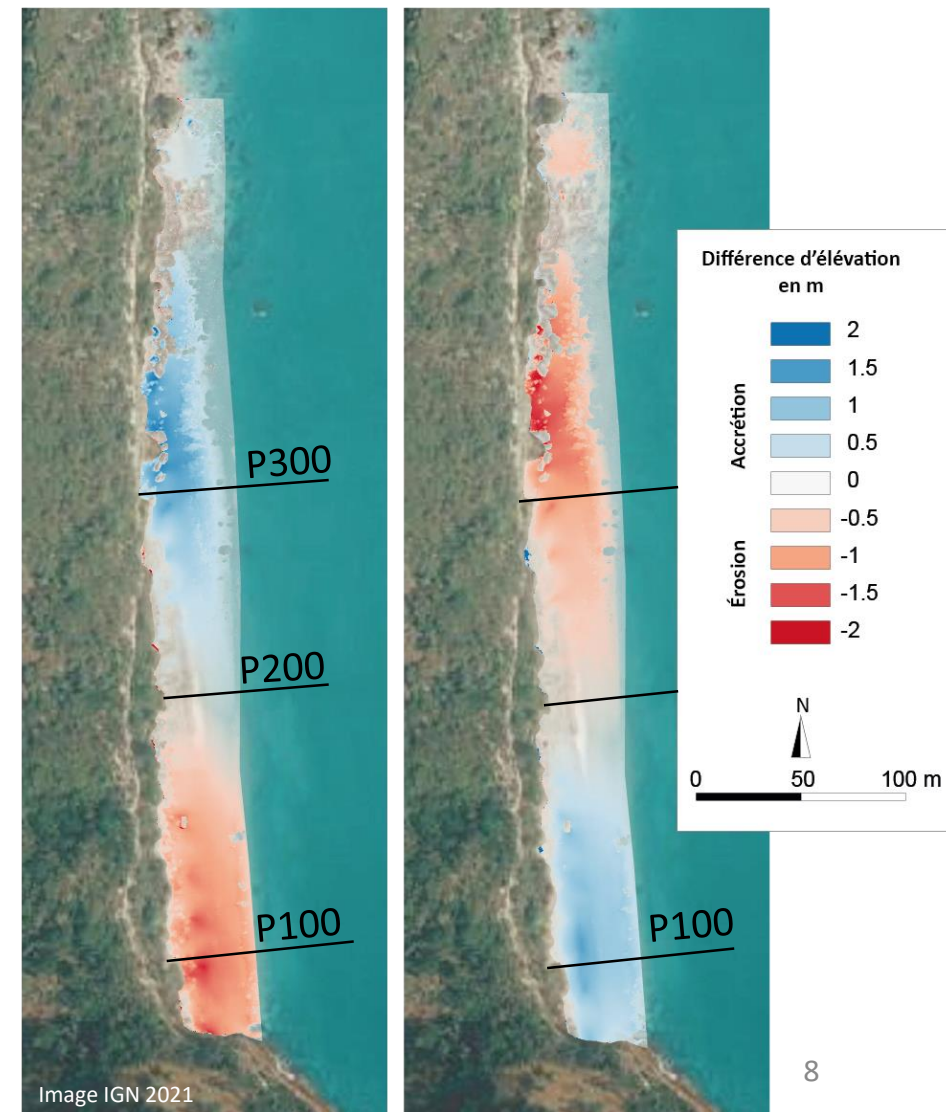 P300
P200
P100
Image IGN 2021
P100
Différence d'élévation
en m
Accrétion
Érosion
2
1.5
1
0.5
0
-0.5
-1
-1.5
-2
N
0 50 100 m
8